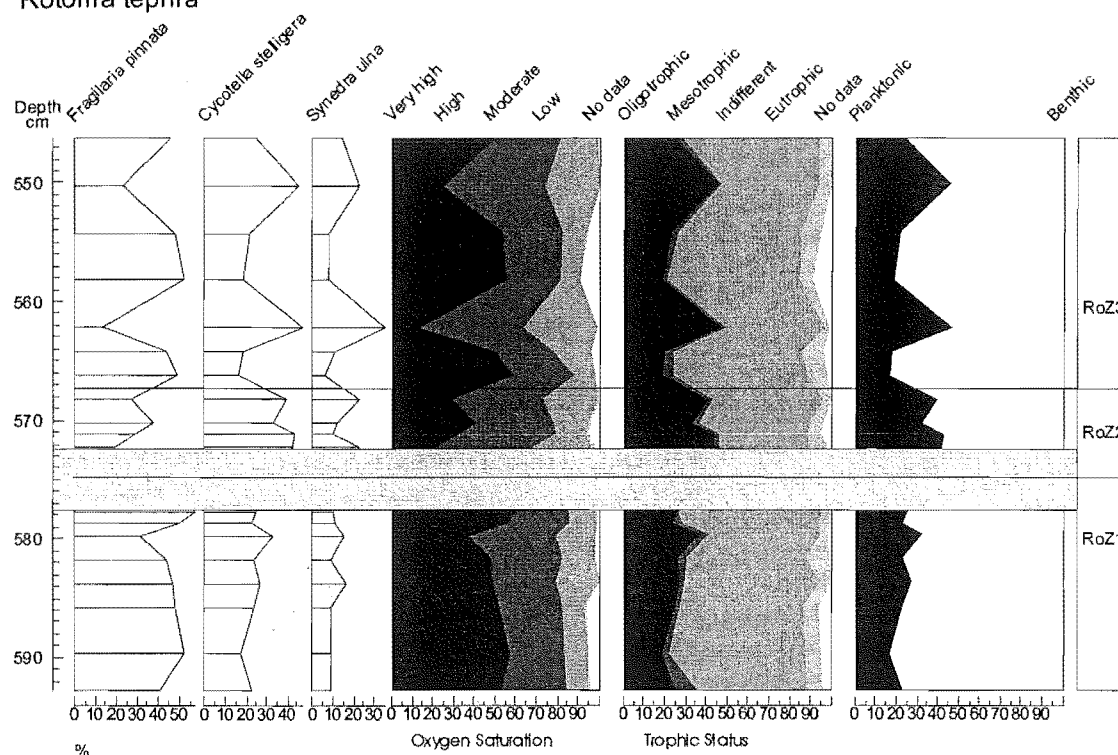 Rotoma tephra
Fragilaria pinnata
Cycotella stelligera
Synedra ulna
Very high
High
Moderate
Low
No data
Oligotrophic
Mesotrophic
Indifferent
Eutrophic
No data
Planktonic
Benthic
Depth
cm
550
560
570
580
590
RoZ3
RoZ2
RoZ1
0 10 20 30 40 50
0 10 20 30 40
0 10 20 30
0 10 20 30 40 50 60 70 80 90
0 10 20 30 40 50 60 70 80 90
0 10 20 30 40 50 60 70 80 90
%
Oxygen Saturation
Trophic Status